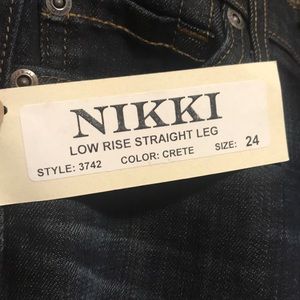 NIKKI
LOW RISE STRAIGHT LEG
STYLE: 3742 COLOR: CRETE SIZE: 24